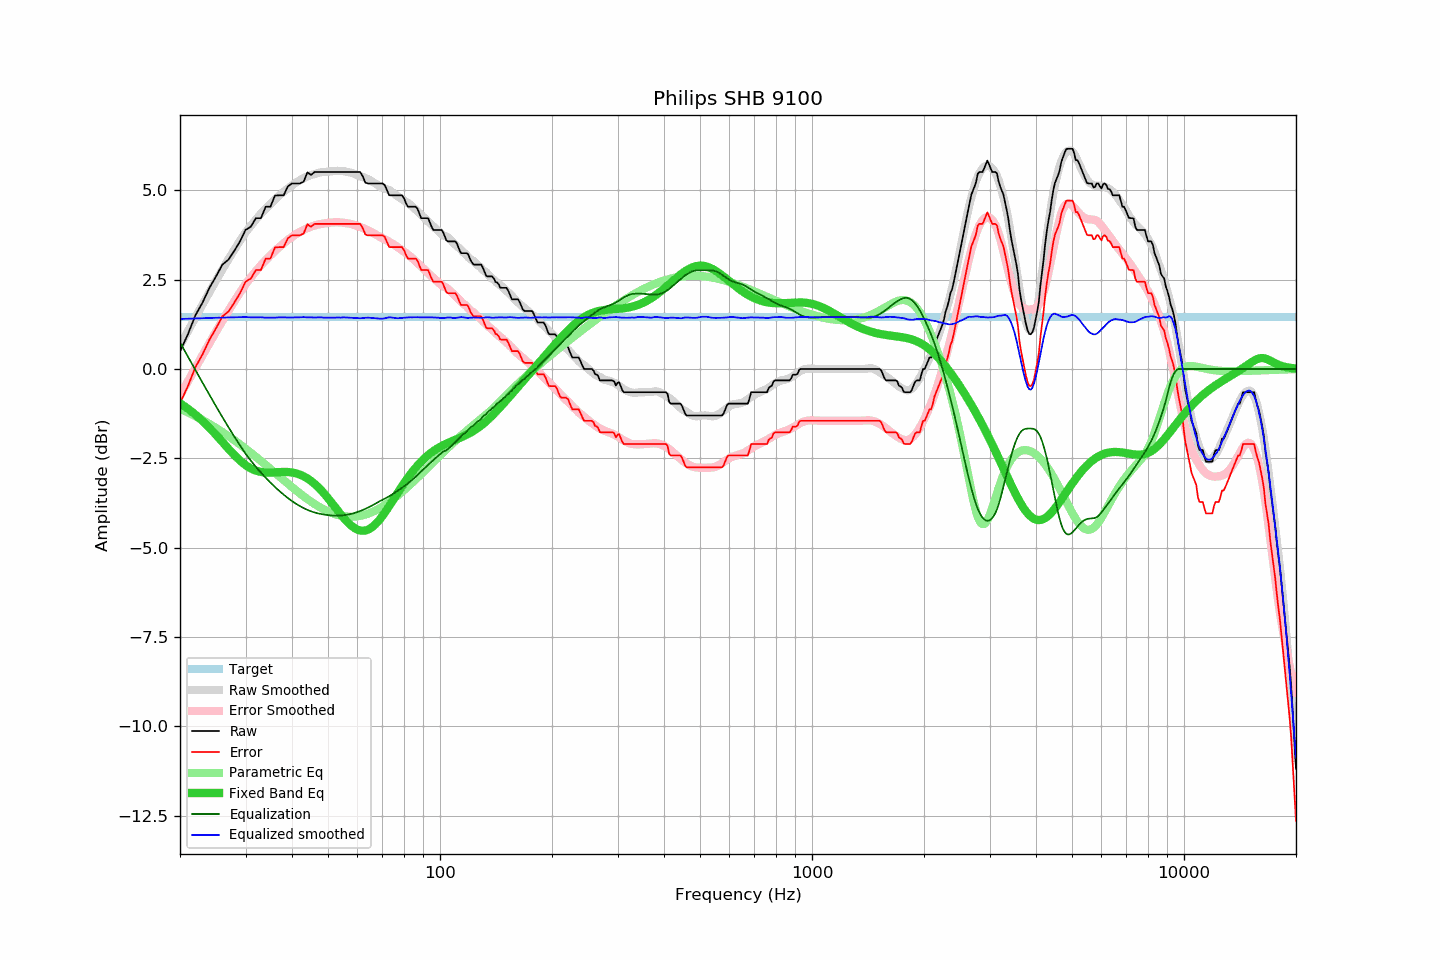 Philips SHB 9100
Amplitude (dBr)
5.0
2.5
0.0
−2.5
−5.0
−7.5
−10.0
−12.5
Target
Raw Smoothed
Error Smoothed
Raw
Error
Parametric Eq
Fixed Band Eq
Equalization
Equalized smoothed
100
1000
10000
Frequency (Hz)